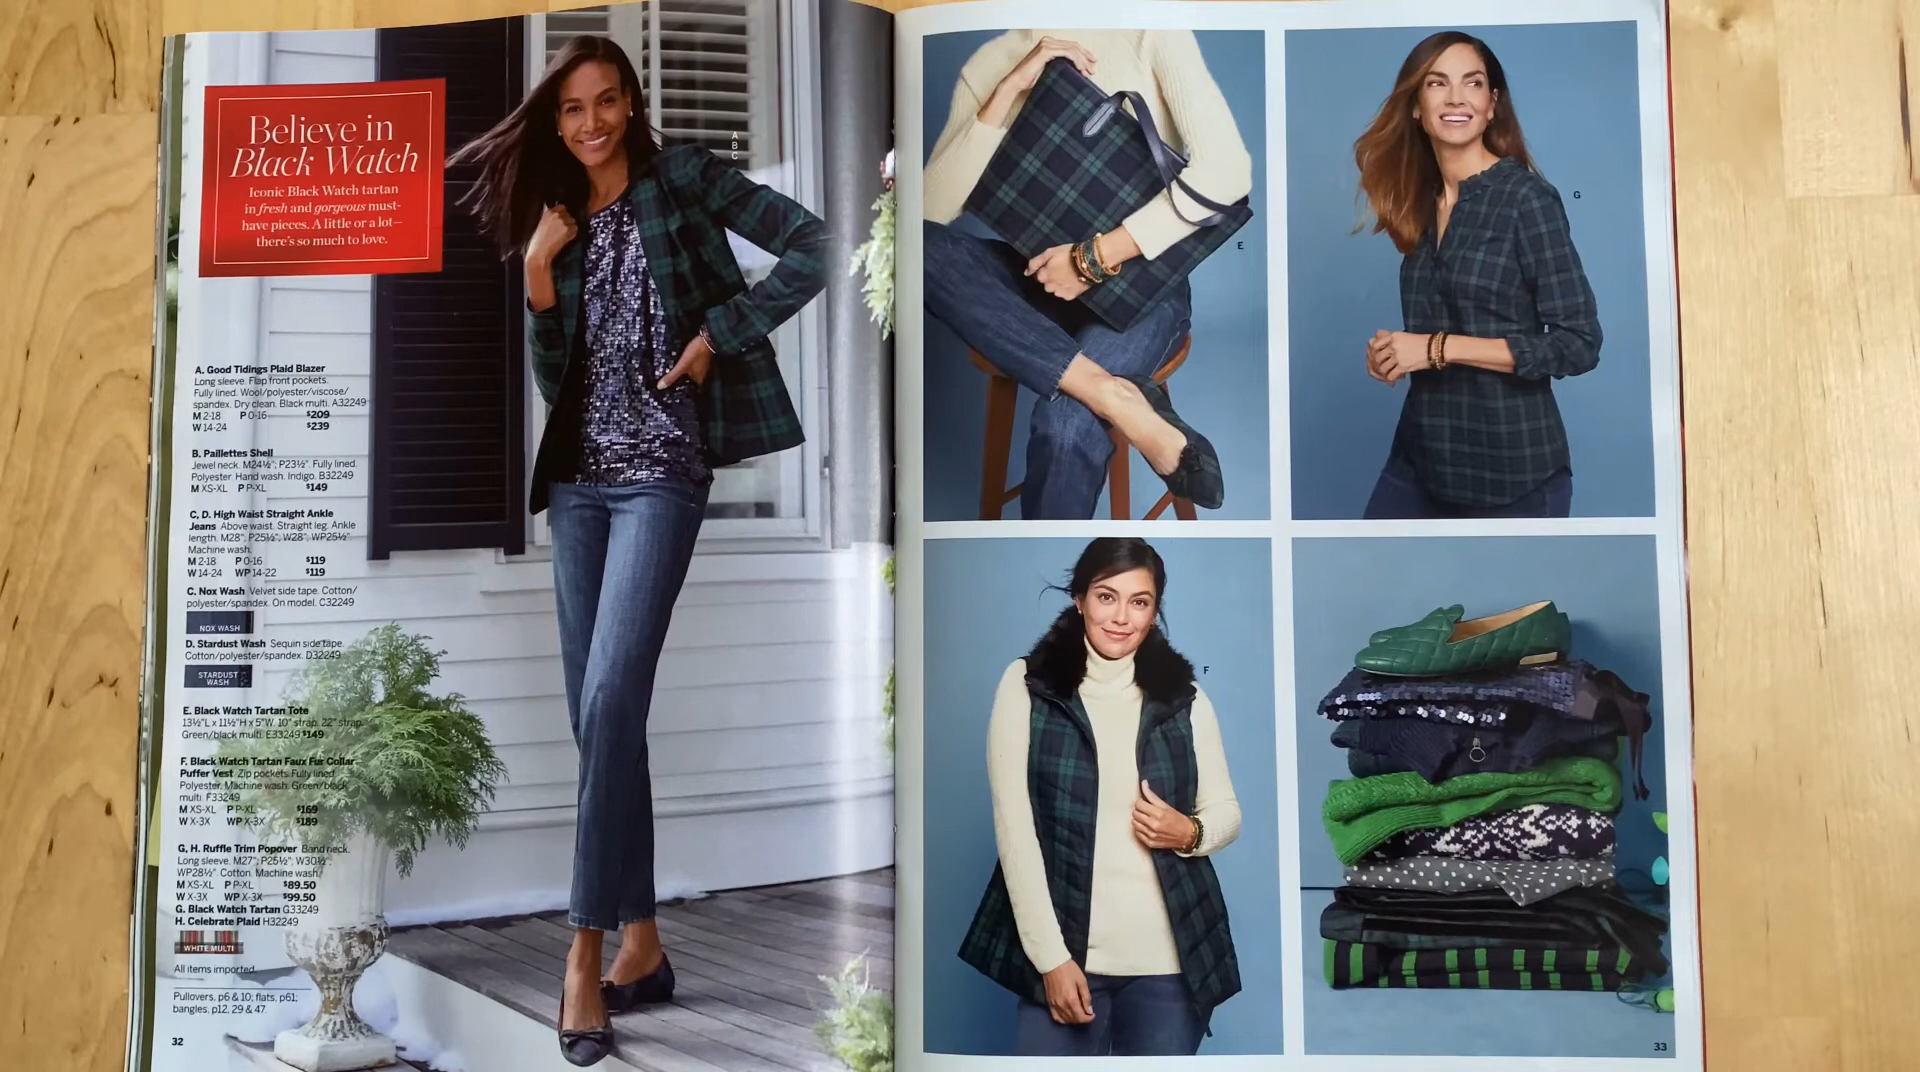 Believe in
Black Watch
Iconic Black Watch tartan
in fresh and gorgeous must-
have pieces. A little or a lot—
there's so much to love.
A
B
C
A. Good Tidings Plaid Blazer
Long sleeve. Flap front pockets.
Fully lined. Wool/polyester/viscose/
spandex. Dry clean. Black multi. A32249
M 2-18 P 0-16 $209
W 14-24 $239
B. Paillettes Shell
Jewel neck. M24½"; P23½". Fully lined.
Polyester. Hand wash. Indigo. B32249
M XS-XL P P-XL $149
C, D. High Waist Straight Ankle
Jeans Above waist. Straight leg. Ankle
length. M28"; P25½"; W28"; WP25½".
Machine wash.
M 2-18 P 0-16 $119
W 14-24 WP 14-22 $119
C. Nox Wash Velvet side tape. Cotton/
polyester/spandex. On model. C32249
NOX WASH
D. Stardust Wash Sequin side tape.
Cotton/polyester/spandex. D32249
STARDUST
WASH
E. Black Watch Tartan Tote
13½"L x 11½"H x 5"W. 10" strap. 22" strap.
Green/black multi. E33249 $149
F. Black Watch Tartan Faux Fur Collar
Puffer Vest Zip pockets. Fully lined.
Polyester. Machine wash. Green/black
multi. F33249
M XS-XL P P-XL $169
W X-3X WP X-3X $189
G, H. Ruffle Trim Popover Band neck.
Long sleeve. M27"; P25½"; W30½";
WP28½". Cotton. Machine wash.
M XS-XL P P-XL $89.50
W X-3X WP X-3X $99.50
G. Black Watch Tartan G33249
H. Celebrate Plaid H32249
WHITE MULTI
All items imported.
Pullovers, p6 & 10; flats, p61;
bangles, p12, 29 & 47.
32
E
G
F
33